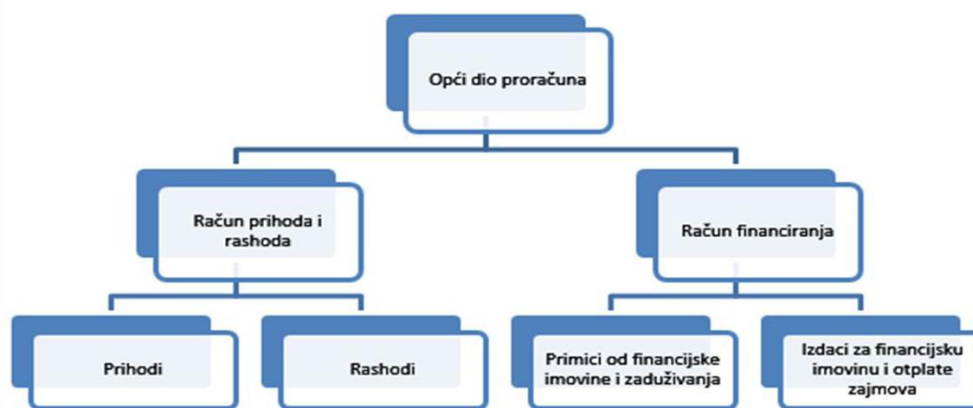 Opći dio proračuna
Račun prihoda i
rashoda
Račun financiranja
Prihodi
Rashodi
Primici od financijske
imovine i zaduživanja
Izdaci za financijsku
imovinu i otplate
zajmova